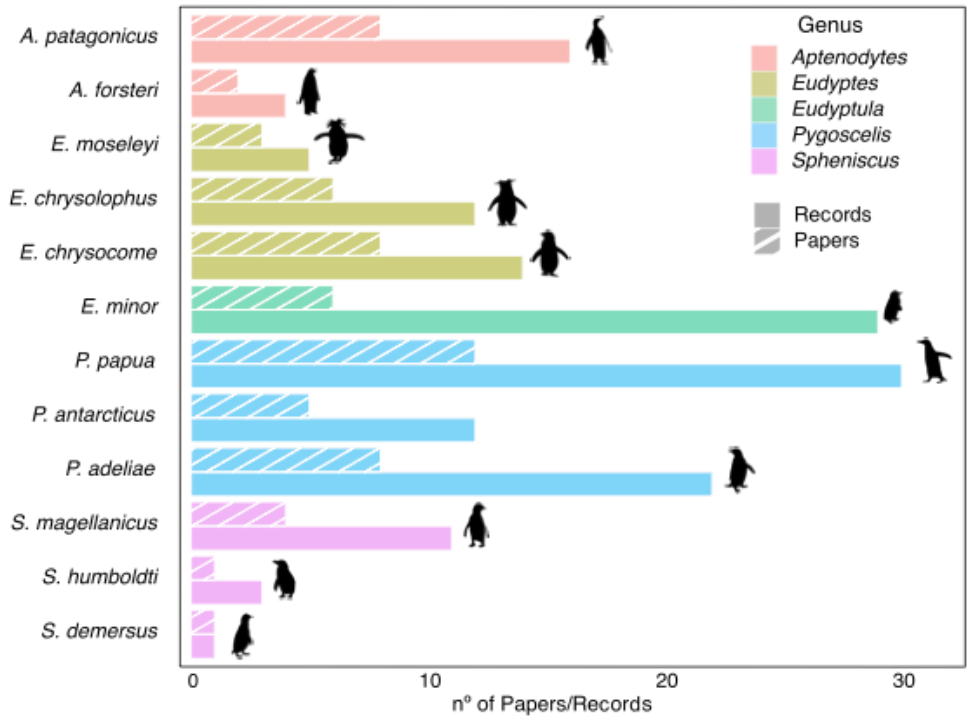 A. patagonicus
A. forsteri
E. moseleyi
E. chrysolophus
E. chrysocome
E. minor
P. papua
P. antarcticus
P. adeliae
S. magellanicus
S. humboldti
S. demersus
Genus
Aptenodytes
Eudyptes
Eudyptula
Pygoscelis
Spheniscus
Records
Papers
0 10 20 30
nº of Papers/Records